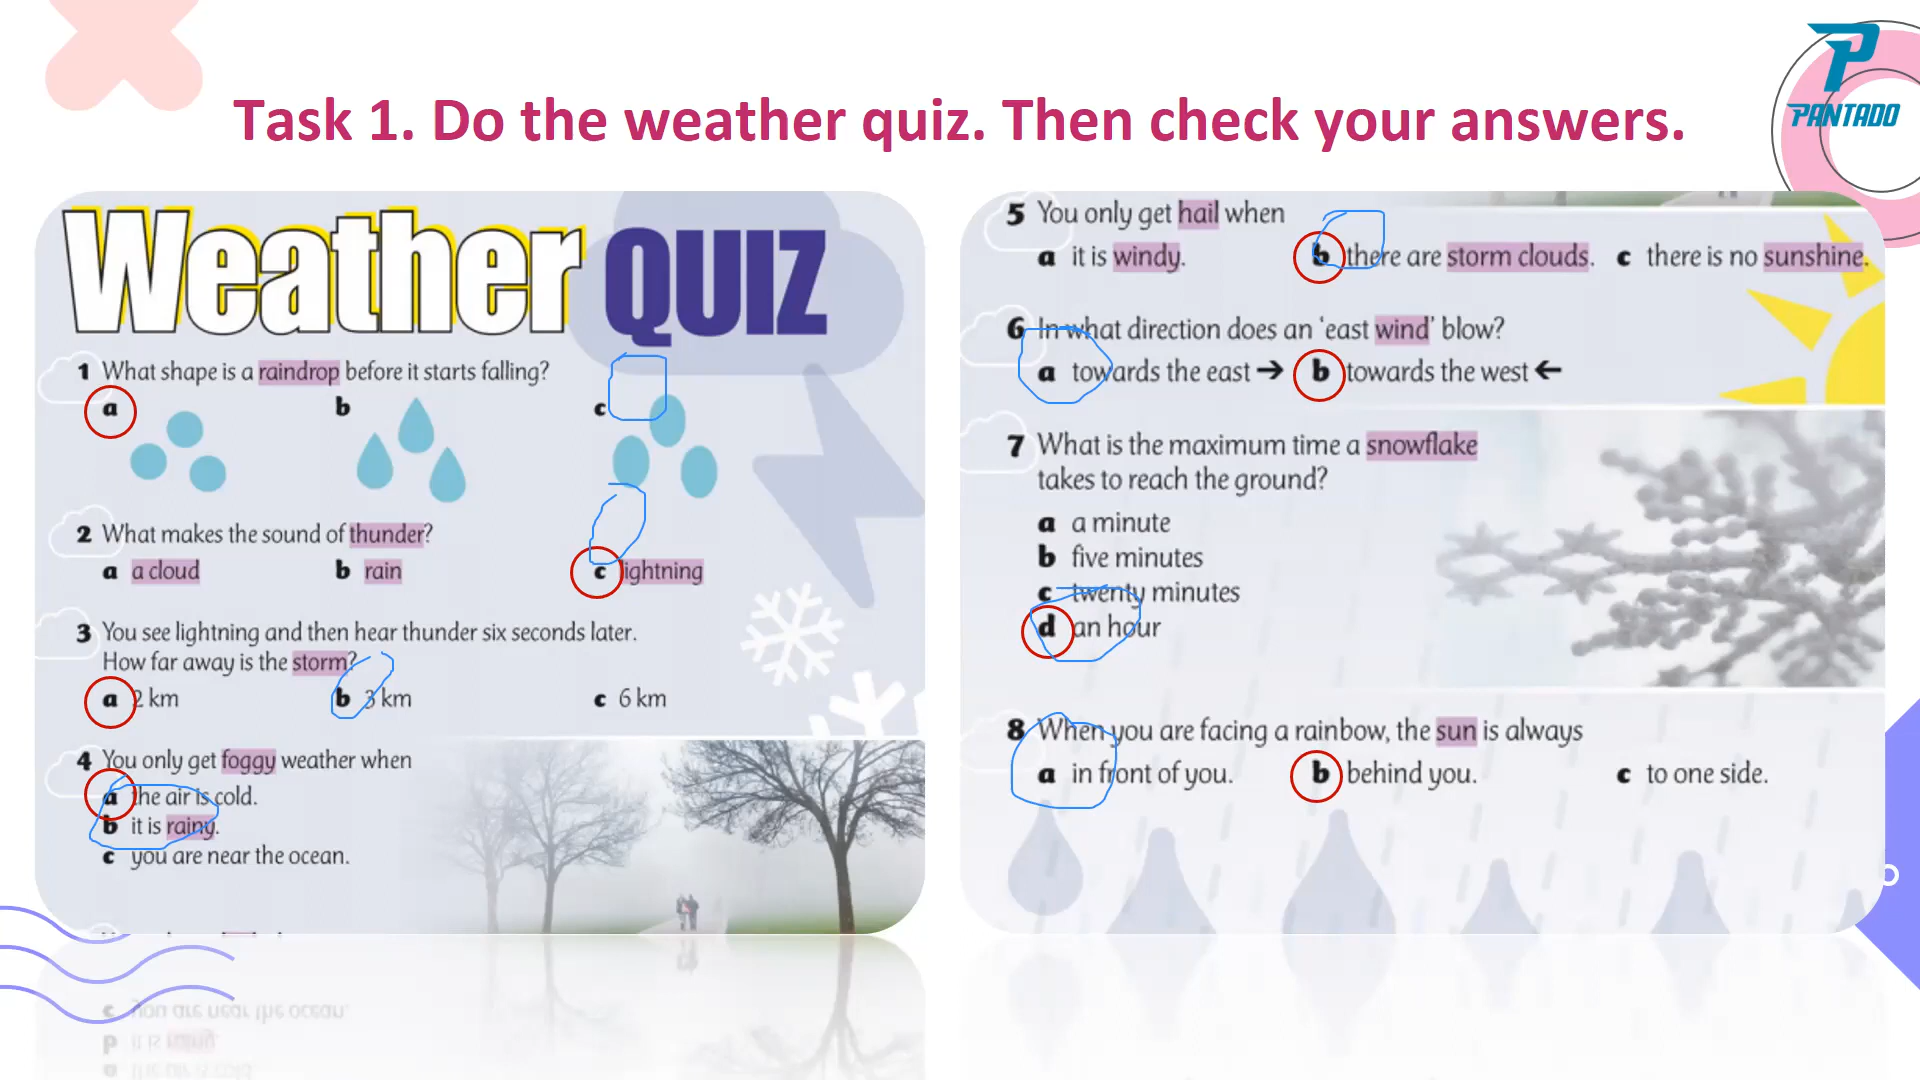 PANTADO
Task 1. Do the weather quiz. Then check your answers.
Weather QUIZ
1 What shape is a raindrop before it starts falling?
a b c
2 What makes the sound of thunder?
a a cloud b rain c lightning
3 You see lightning and then hear thunder six seconds later.
How far away is the storm?
a 2 km b 3 km c 6 km
4 You only get foggy weather when
a the air is cold.
b it is rainy.
c you are near the ocean.
5 You only get hail when
a it is windy. b there are storm clouds. c there is no sunshine.
6 In what direction does an 'east wind' blow?
a towards the east → b towards the west ←
7 What is the maximum time a snowflake
takes to reach the ground?
a a minute
b five minutes
c twenty minutes
d an hour
8 When you are facing a rainbow, the sun is always
a in front of you. b behind you. c to one side.